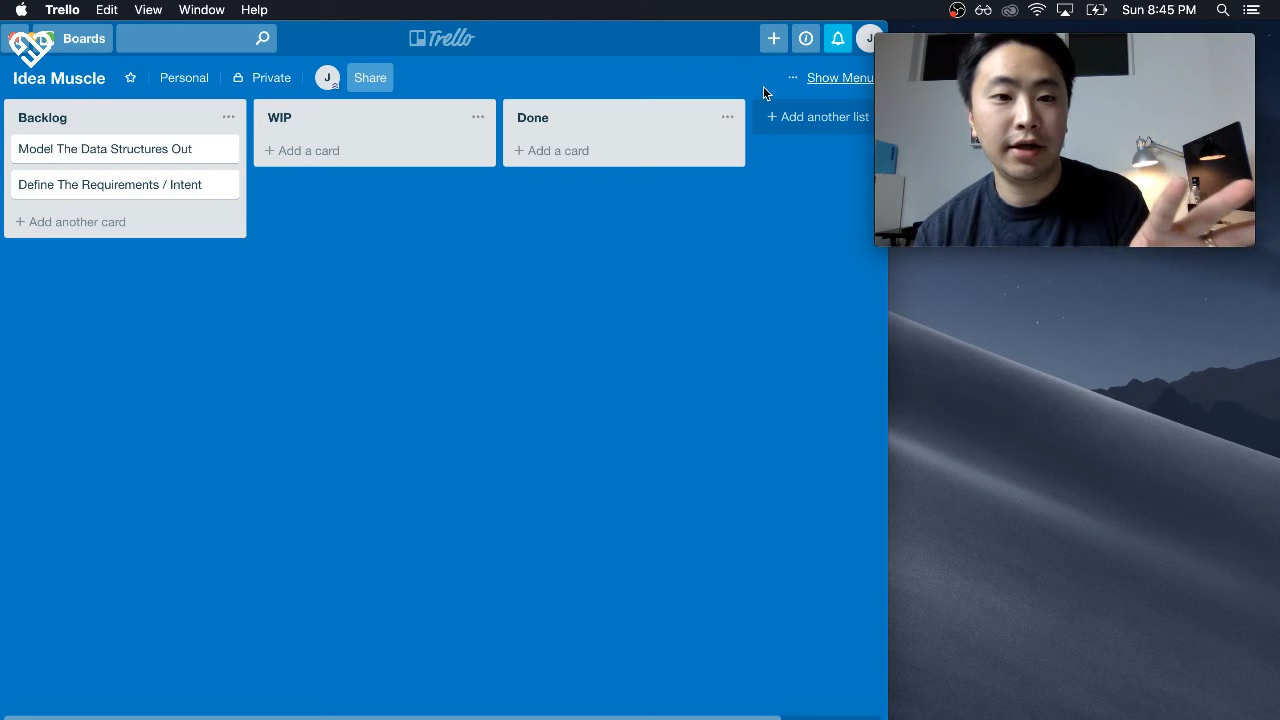 Trello Edit View Window Help Sun 8:45 PM
Boards Trello J
Idea Muscle Personal Private J Share ··· Show Menu
Backlog ···
Model The Data Structures Out
Define The Requirements / Intent
+ Add another card
WIP ···
+ Add a card
Done ···
+ Add a card
+ Add another list